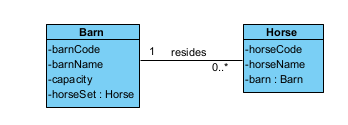 Barn
-barnCode
-barnName
-capacity
-horseSet : Horse
1 resides
0..*
Horse
-horseCode
-horseName
-barn : Barn